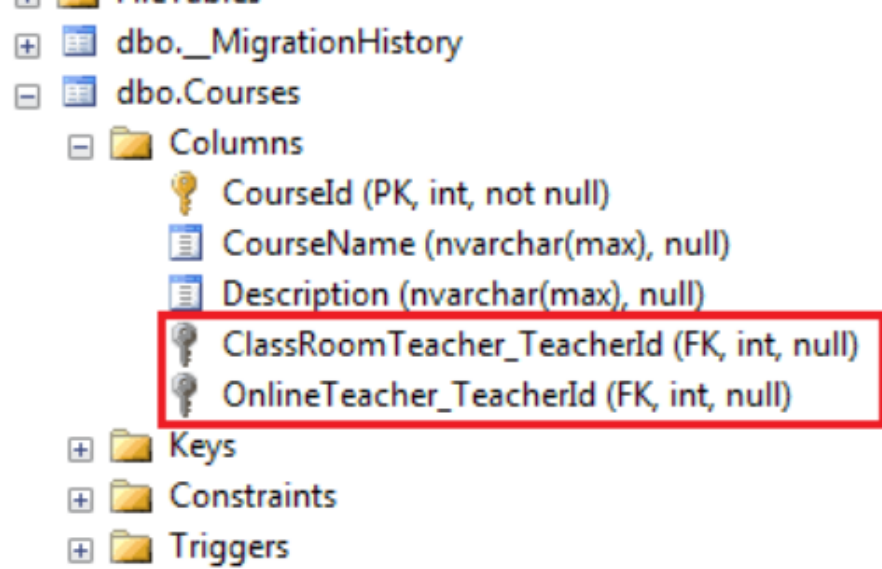 dbo.__MigrationHistory
dbo.Courses
Columns
CourseId (PK, int, not null)
CourseName (nvarchar(max), null)
Description (nvarchar(max), null)
ClassRoomTeacher_TeacherId (FK, int, null)
OnlineTeacher_TeacherId (FK, int, null)
Keys
Constraints
Triggers